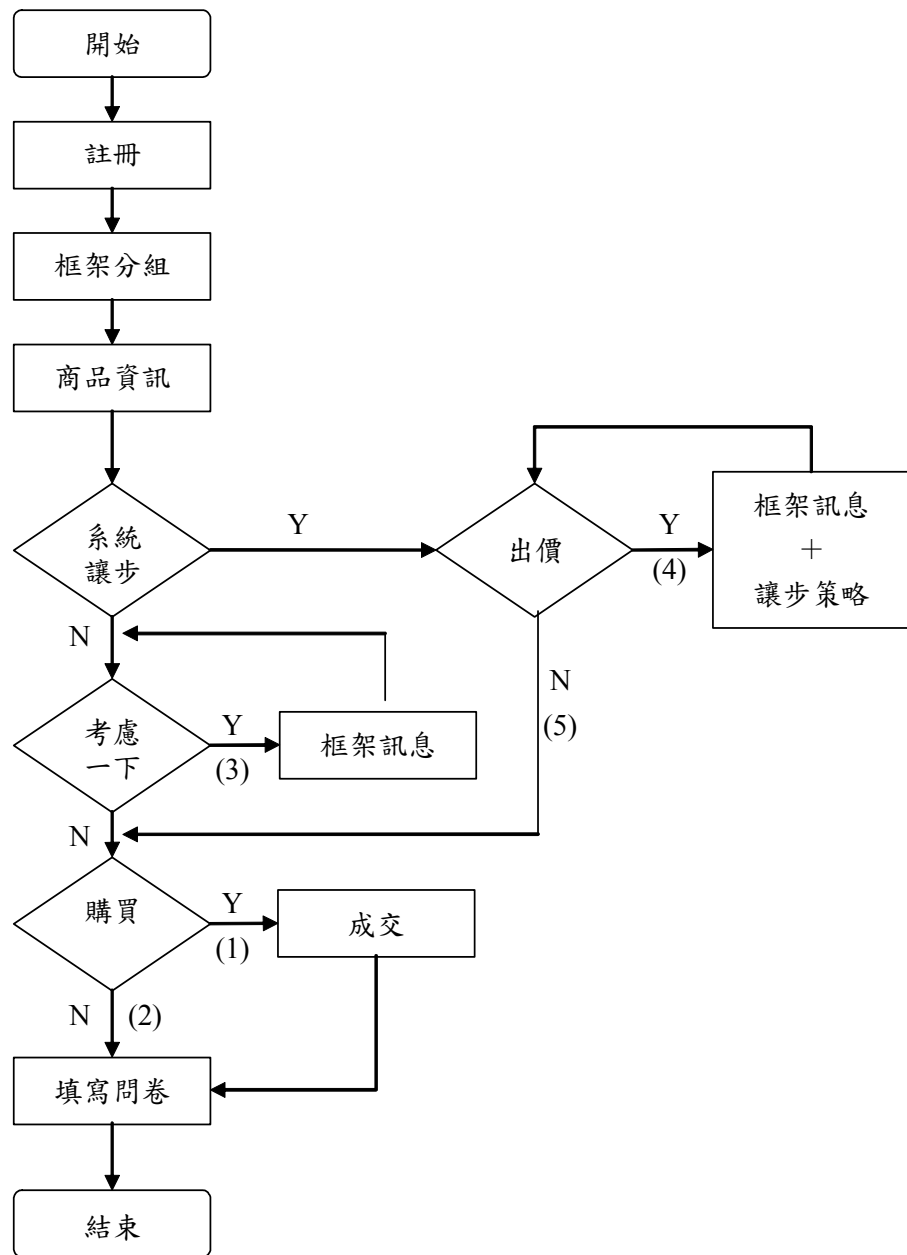 開始
註冊
框架分組
商品資訊
系統
讓步
Y
出價
Y
(4)
框架訊息
+
讓步策略
N
考慮
一下
Y
(3)
框架訊息
N
(5)
N
購買
Y
(1)
成交
N
(2)
填寫問卷
結束